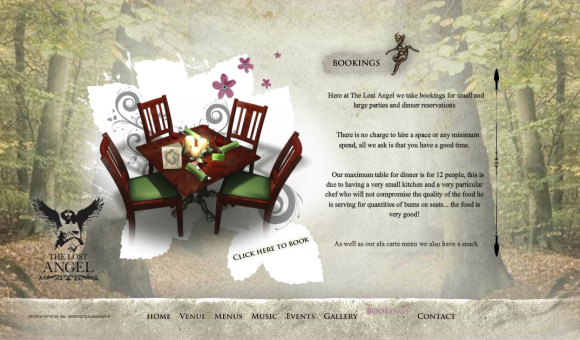 BOOKINGS
Here at The Lost Angel we take bookings for small and
large parties and dinner reservations
There is no charge to hire a space or any minimum
spend, all we ask is that you have a good time.
Our maximum table for dinner is for 12 people, this is
due to having a very small kitchen and a very particular
chef who will not compromise the quality of the food he
is serving for quantities of bums on seats... the food is
very good!
As well as our ala carte menu we also have a snack
Click here to book
THE LOST
ANGEL
HOME Venue Menus Music Events Gallery BOOKINGS Contact